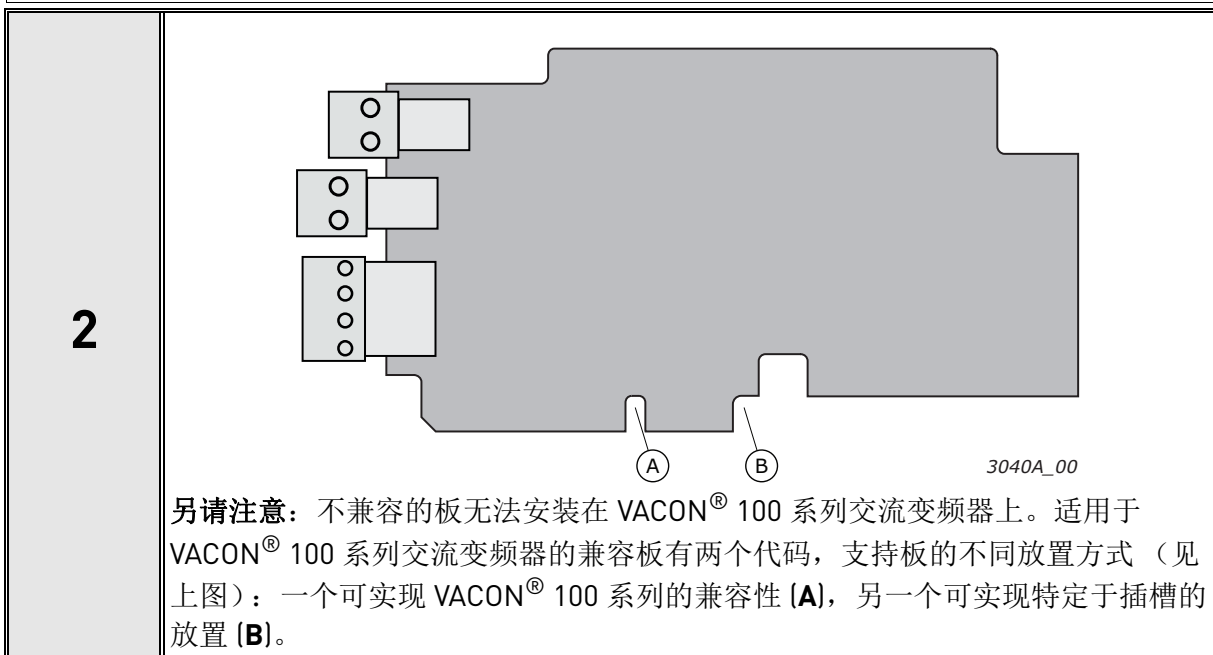 2
A
B
3040A_00
另请注意：不兼容的板无法安装在 VACON® 100 系列交流变频器上。适用于
VACON® 100 系列交流变频器的兼容板有两个代码，支持板的不同放置方式 （见
上图）：一个可实现 VACON® 100 系列的兼容性 (A)，另一个可实现特定于插槽的
放置 (B)。